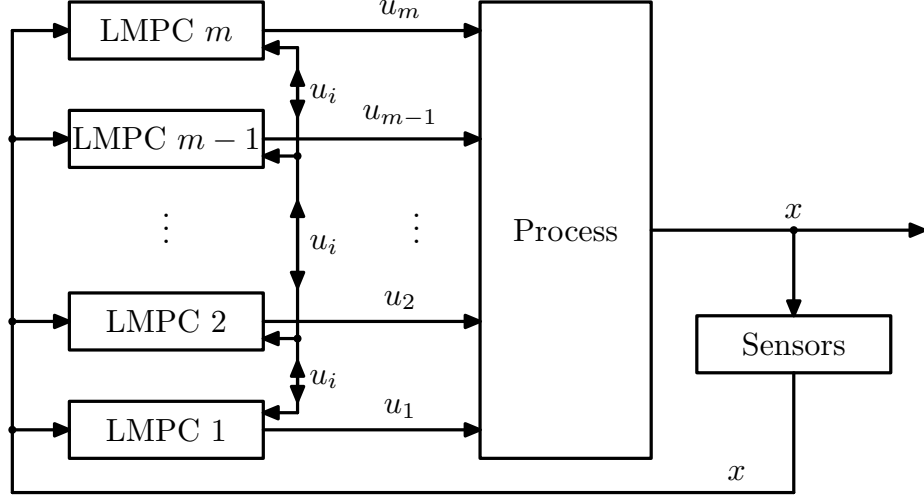 LMPC m
u_m
u_i
LMPC m − 1
u_{m−1}
⋮
⋮
u_i
Process
x
LMPC 2
u_2
Sensors
u_i
LMPC 1
u_1
x